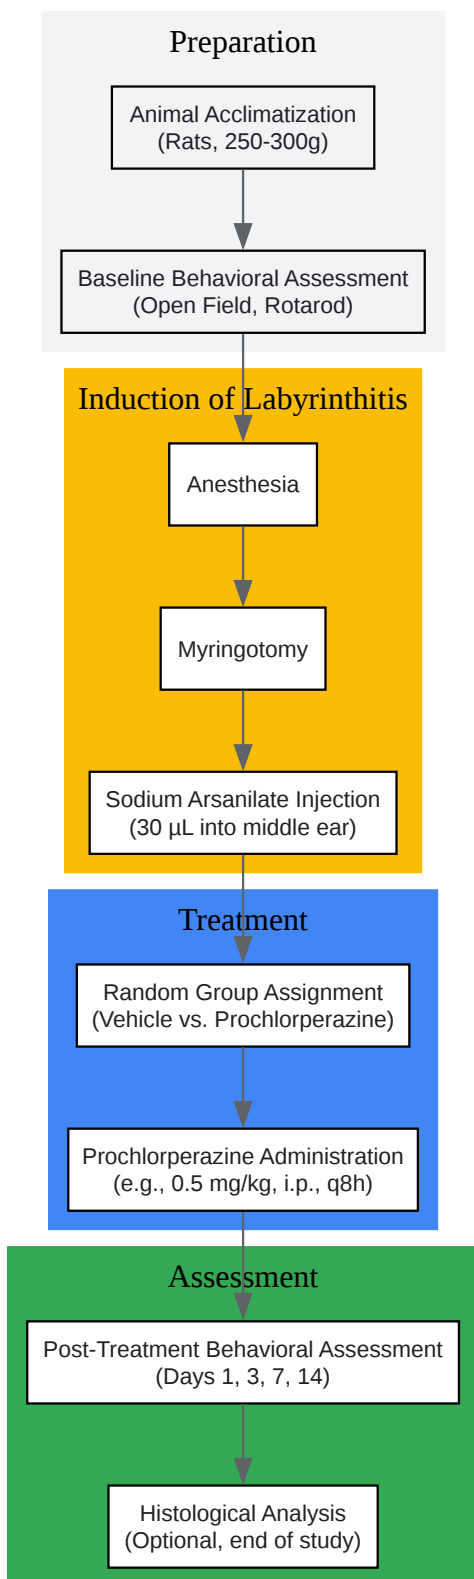 Preparation
Animal Acclimatization
(Rats, 250-300g)
Baseline Behavioral Assessment
(Open Field, Rotarod)
Induction of Labyrinthitis
Anesthesia
Myringotomy
Sodium Arsanilate Injection
(30 µL into middle ear)
Treatment
Random Group Assignment
(Vehicle vs. Prochlorperazine)
Prochlorperazine Administration
(e.g., 0.5 mg/kg, i.p., q8h)
Assessment
Post-Treatment Behavioral Assessment
(Days 1, 3, 7, 14)
Histological Analysis
(Optional, end of study)